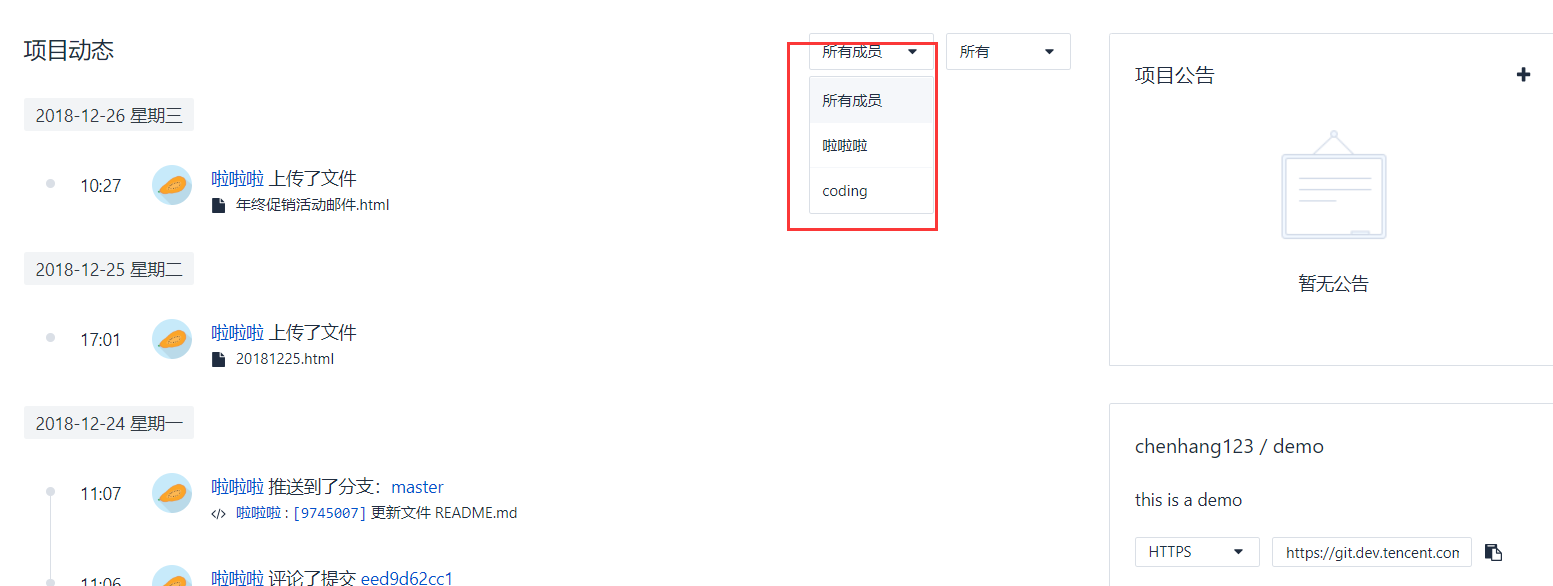 项目动态
所有成员
所有
所有成员
啦啦啦
coding
2018-12-26 星期三
10:27
啦啦啦 上传了文件
年终促销活动邮件.html
2018-12-25 星期二
17:01
啦啦啦 上传了文件
20181225.html
2018-12-24 星期一
11:07
啦啦啦 推送到了分支：master
啦啦啦 : [9745007] 更新文件 README.md
11:06
啦啦啦 评论了提交 eed9d62cc1
项目公告
暂无公告
chenhang123 / demo
this is a demo
HTTPS
https://git.dev.tencent.com